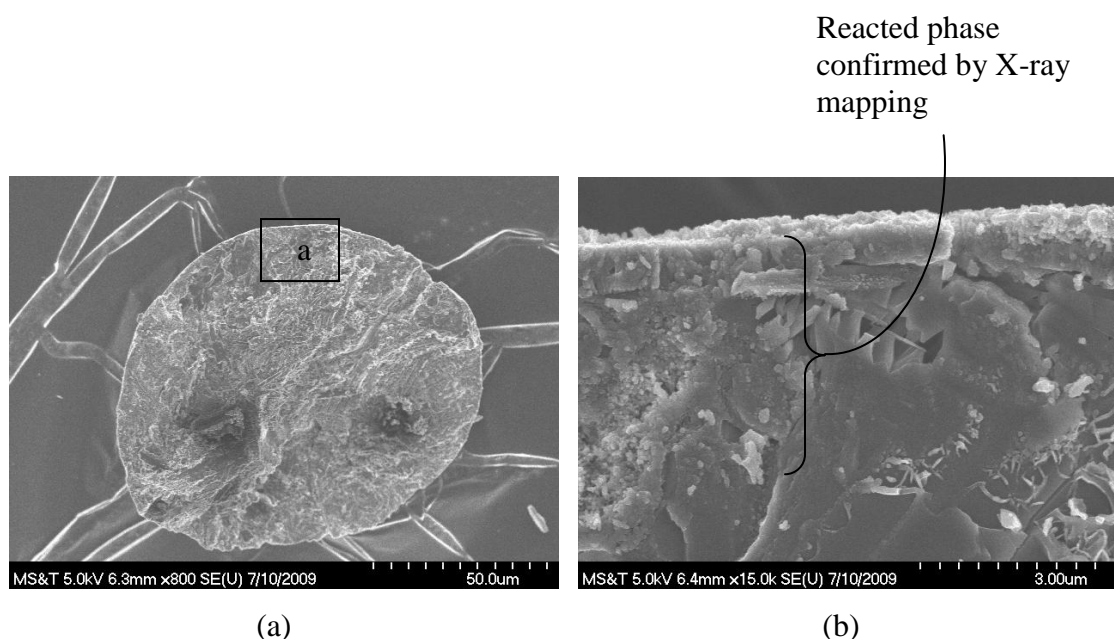 Reacted phase
confirmed by X-ray
mapping
a
MS&T 5.0kV 6.3mm x800 SE(U) 7/10/2009 50.0um
MS&T 5.0kV 6.4mm x15.0k SE(U) 7/10/2009 3.00um
(a)
(b)